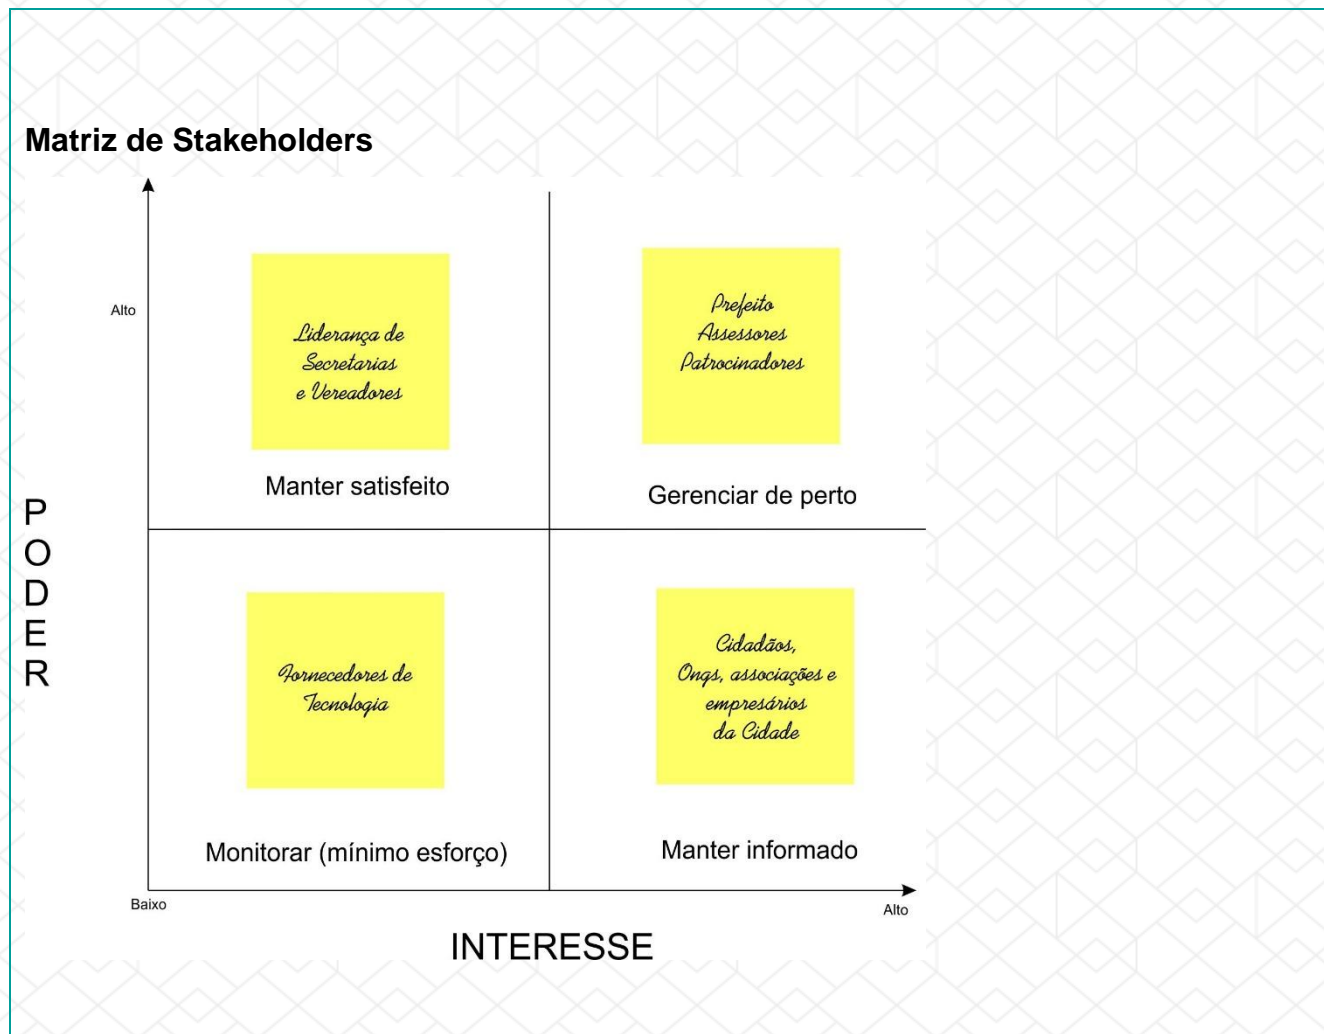 Matriz de Stakeholders
Alto
Liderança de
Secretarias
e Vereadores
Manter satisfeito
Prefeito
Assessores
Patrocinadores
Gerenciar de perto
PODER
Fornecedores de
Tecnologia
Monitorar (mínimo esforço)
Cidadãos,
Ongs, associações e
empresários
da Cidade
Manter informado
Baixo
Alto
INTERESSE